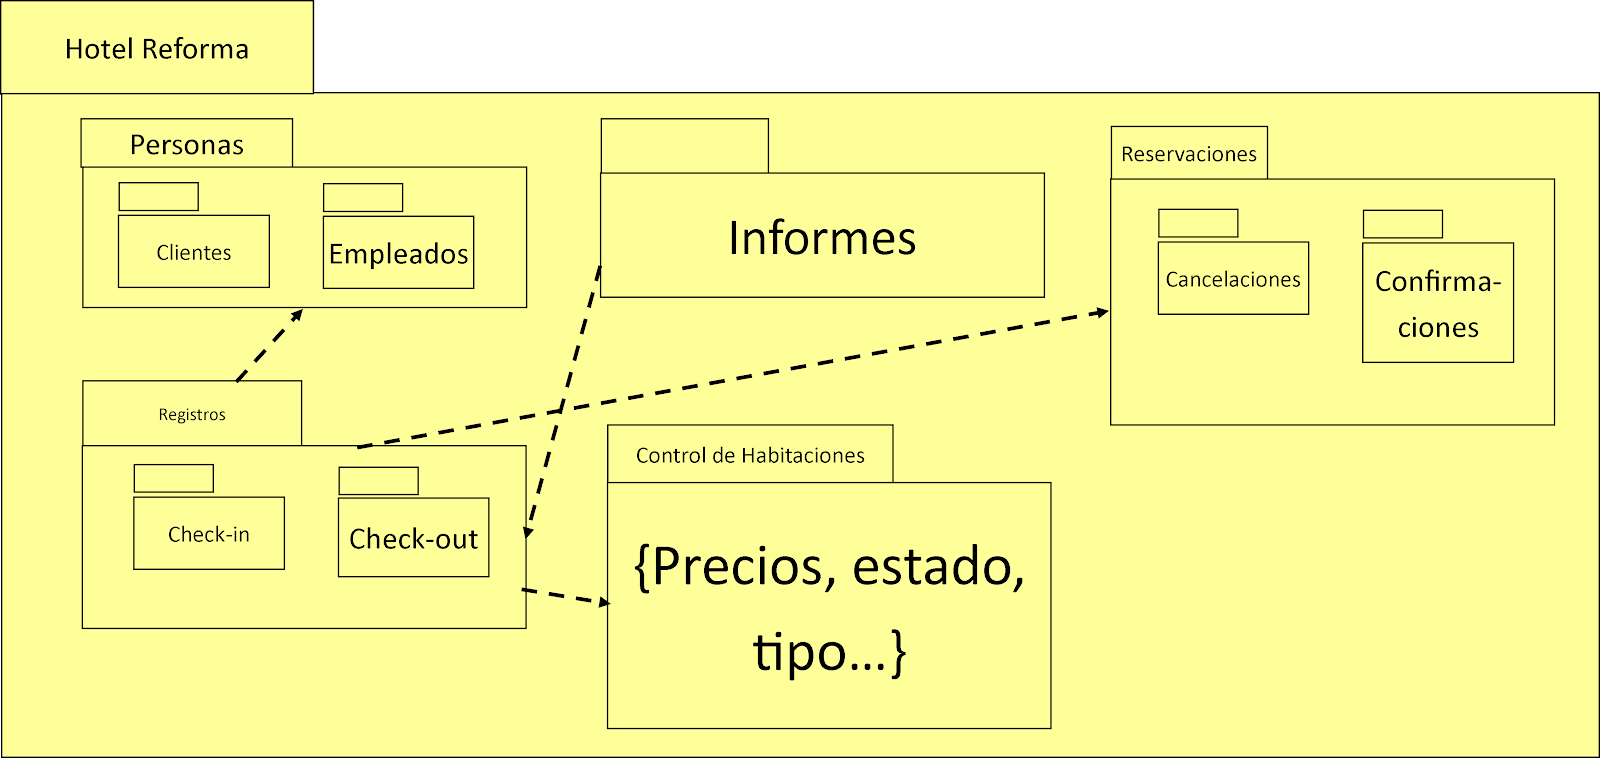 Hotel Reforma
Personas
Clientes
Empleados
Informes
Reservaciones
Cancelaciones
Confirma-
ciones
Registros
Check-in
Check-out
Control de Habitaciones
{Precios, estado,
tipo...}